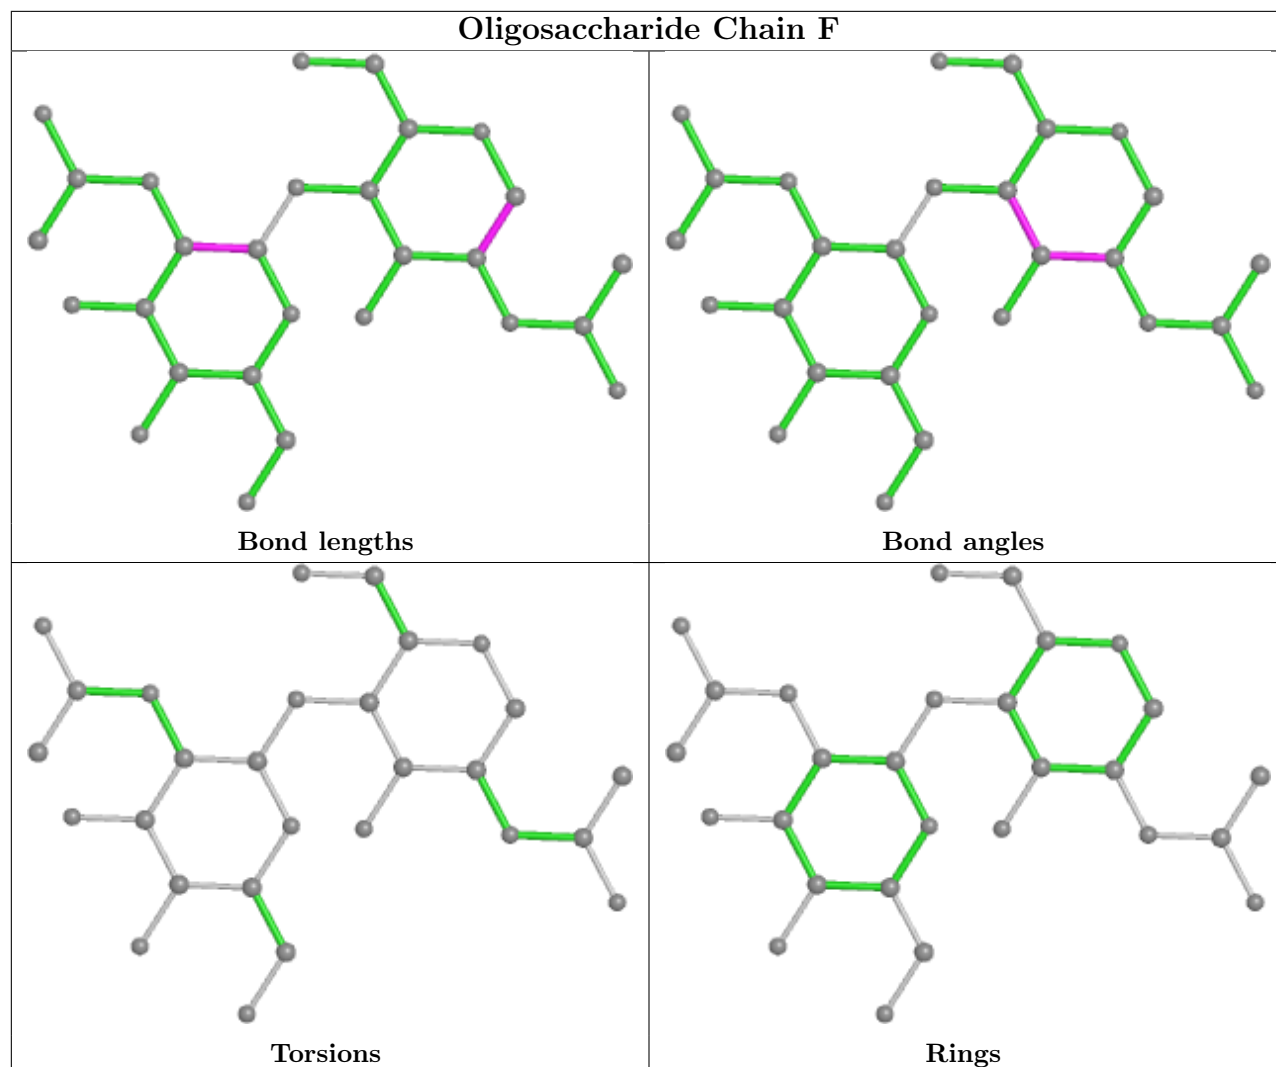 Oligosaccharide Chain F
Bond lengths
Bond angles
Torsions
Rings